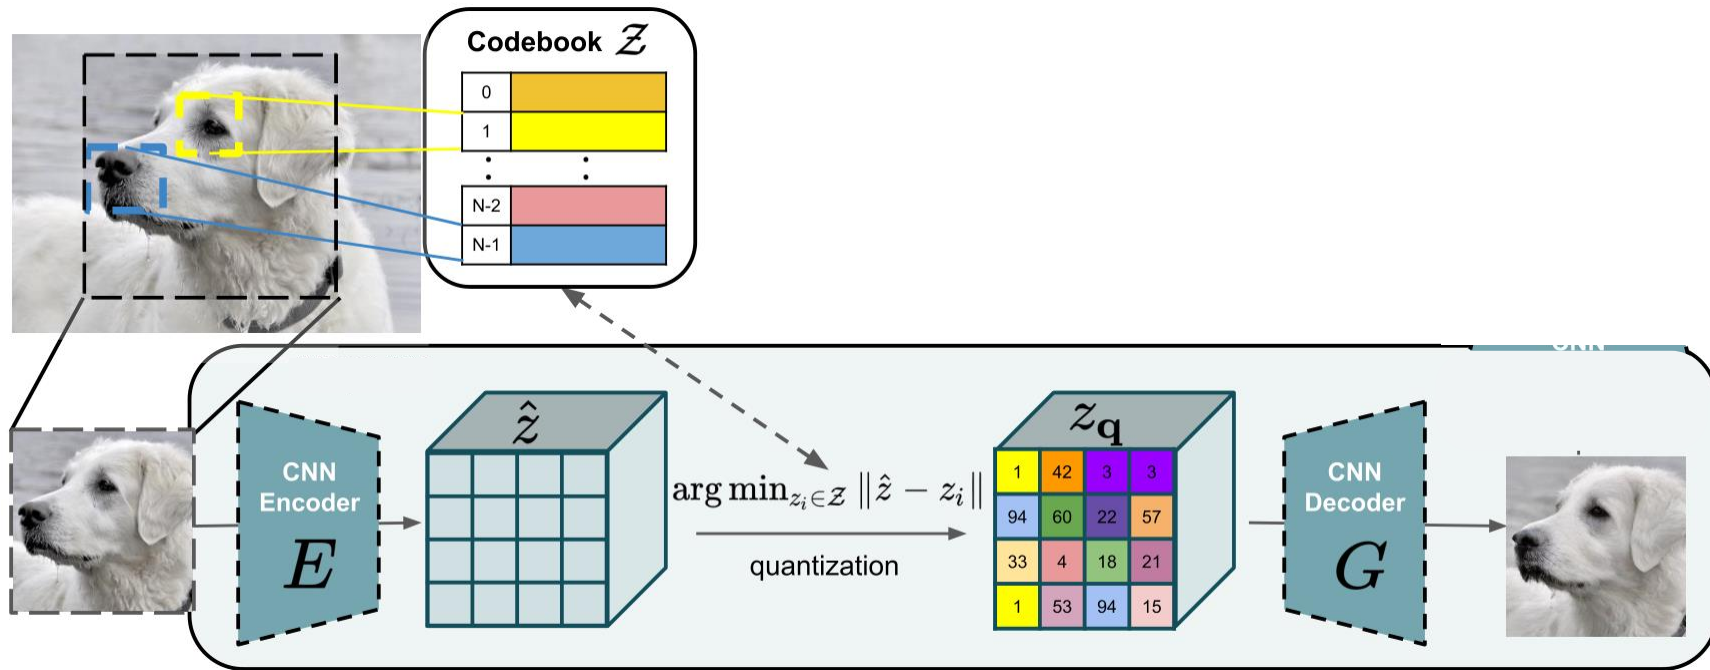 Codebook 𝒵
0
1
N-2
N-1
CNN
Encoder
E
ẑ
arg min_{z_i∈𝒵} ‖ẑ − z_i‖
quantization
z_q
1 42 3 3
94 60 22 57
33 4 18 21
1 53 94 15
CNN
Decoder
G